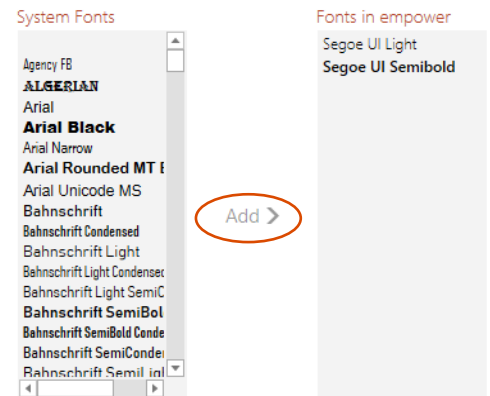 System Fonts
Agency FB
ALGERIAN
Arial
Arial Black
Arial Narrow
Arial Rounded MT
Arial Unicode MS
Bahnschrift
Bahnschrift Condensed
Bahnschrift Light
Bahnschrift Light Condensed
Bahnschrift Light SemiC
Bahnschrift SemiBol
Bahnschrift SemiBold Conde
Bahnschrift SemiConde
Bahnschrift SemiLigl
Add >
Fonts in empower
Segoe UI Light
Segoe UI Semibold